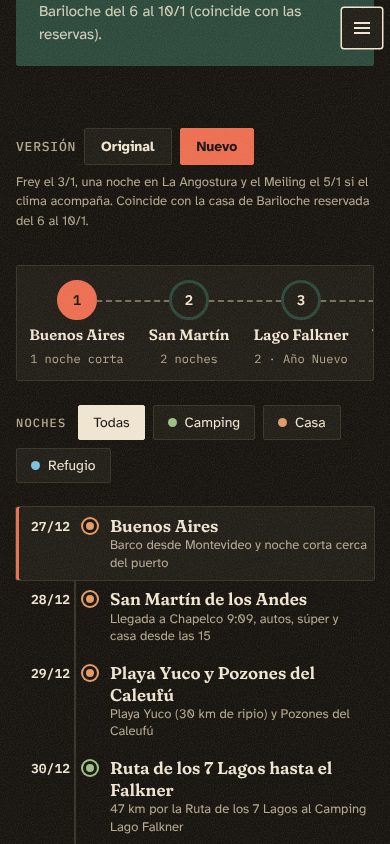 Bariloche del 6 al 10/1 (coincide con las
reservas).
VERSIÓN
Original
Nuevo
Frey el 3/1, una noche en La Angostura y el Meiling el 5/1 si el
clima acompaña. Coincide con la casa de Bariloche reservada
del 6 al 10/1.
1
2
3
Buenos Aires
San Martín
Lago Falkner
1 noche corta
2 noches
2 · Año Nuevo
NOCHES
Todas
Camping
Casa
Refugio
27/12
Buenos Aires
Barco desde Montevideo y noche corta cerca
del puerto
28/12
San Martín de los Andes
Llegada a Chapelco 9:09, autos, súper y
casa desde las 15
29/12
Playa Yuco y Pozones del
Caleufú
Playa Yuco (30 km de ripio) y Pozones del
Caleufú
30/12
Ruta de los 7 Lagos hasta el
Falkner
47 km por la Ruta de los 7 Lagos al Camping
Lago Falkner